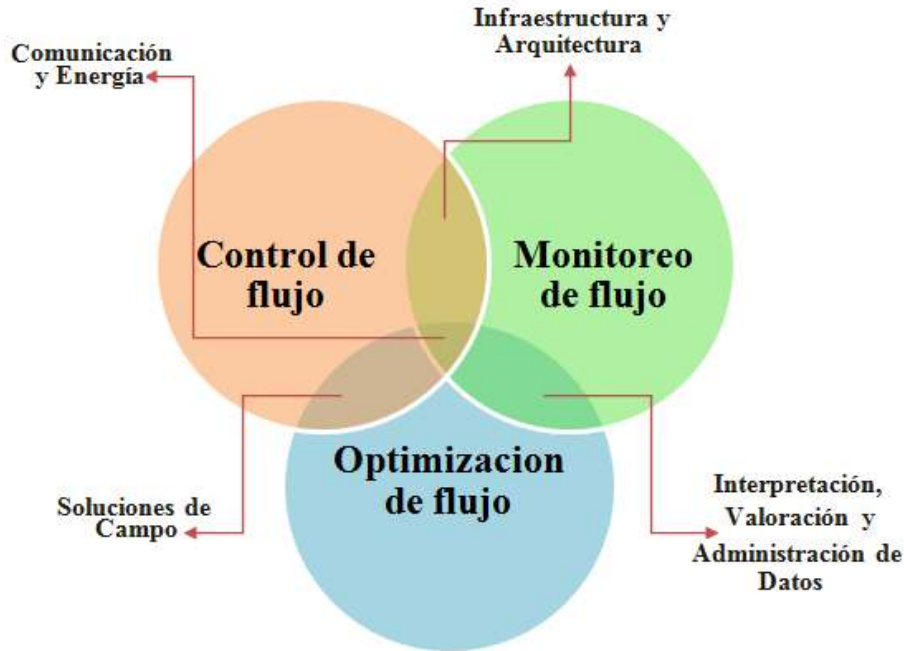 Infraestructura y
Arquitectura
Comunicación
y Energía
Control de
flujo
Monitoreo
de flujo
Optimizacion
de flujo
Soluciones de
Campo
Interpretación,
Valoración y
Administración de
Datos